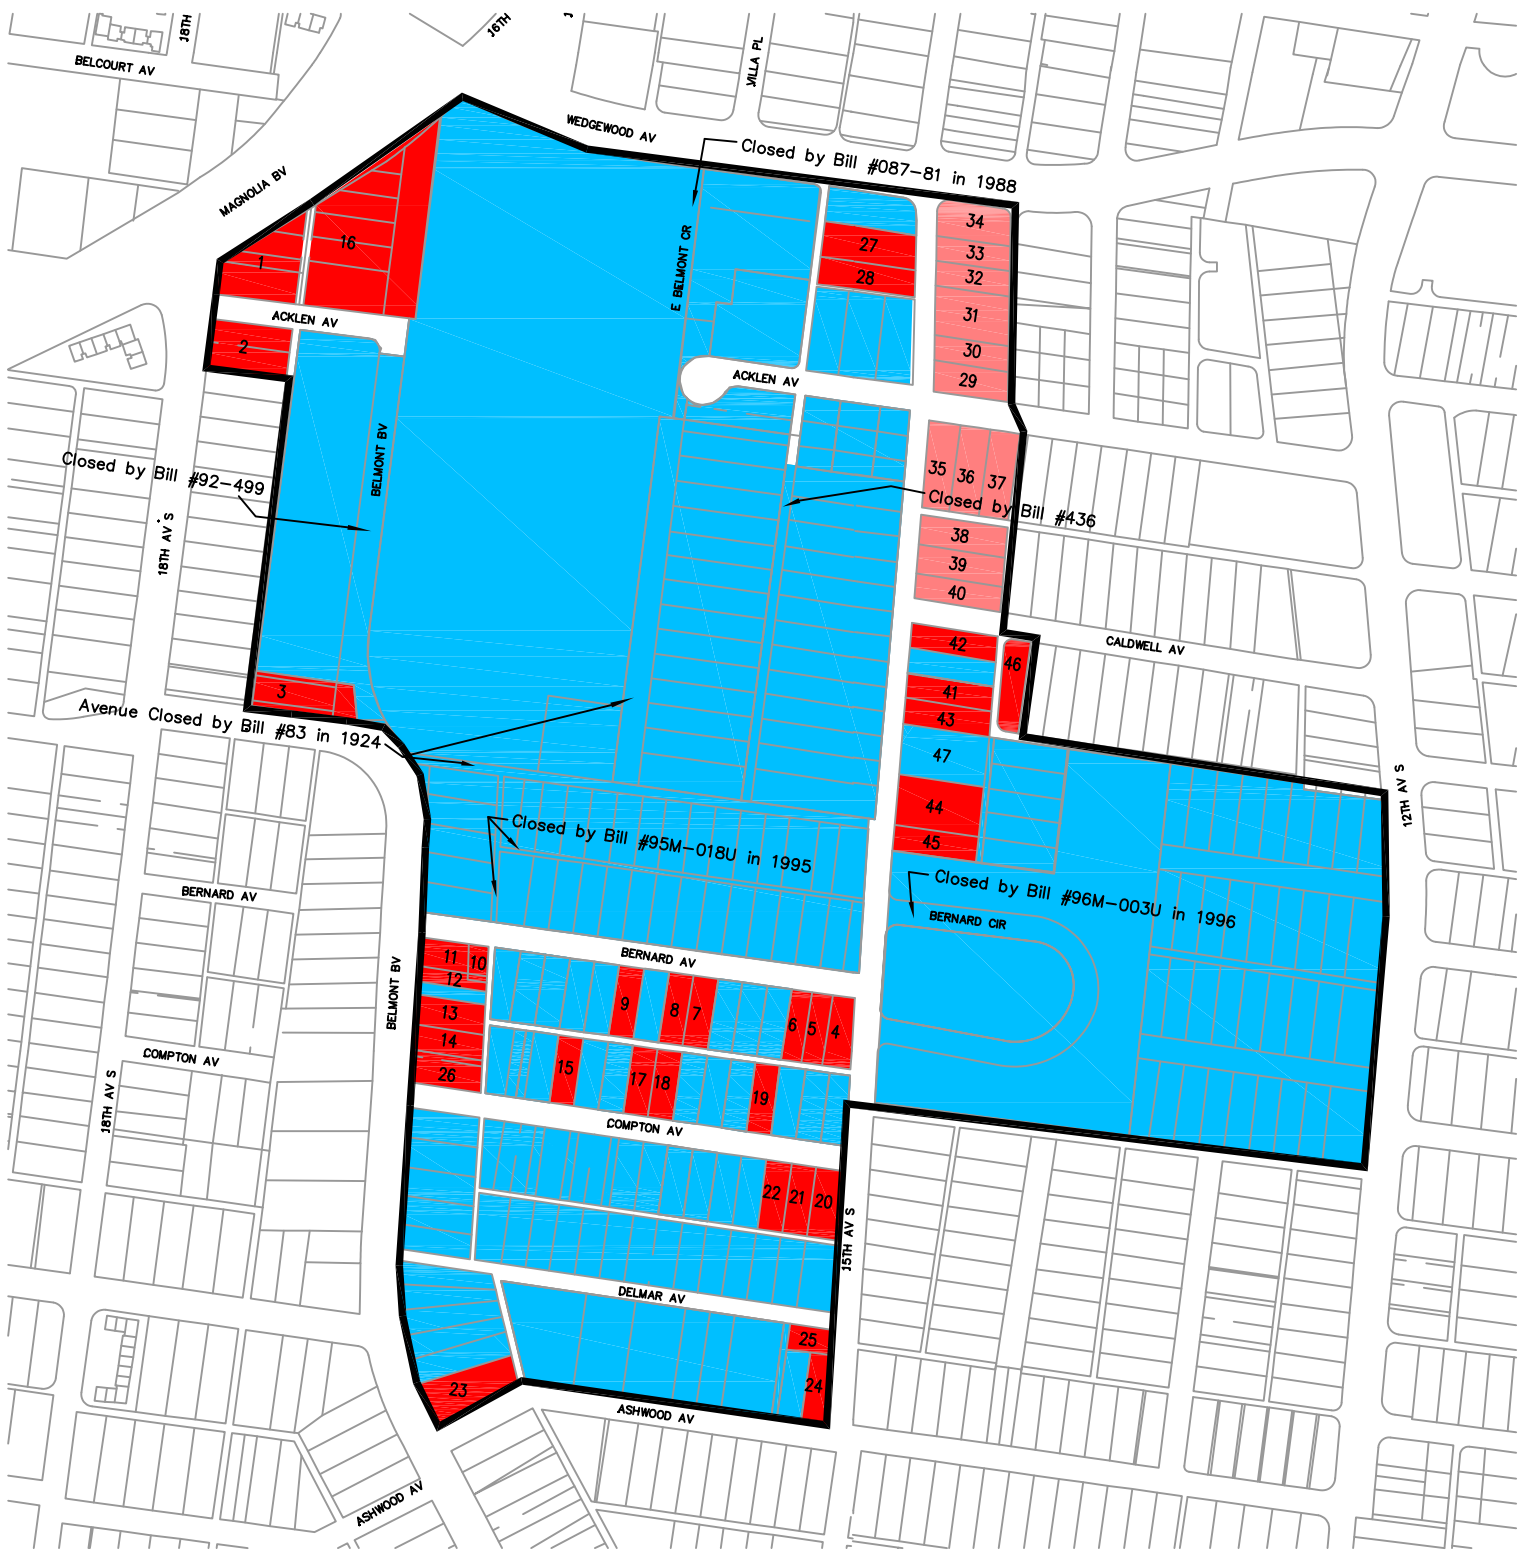 18TH
16TH
BELCOURT AV
VILLA PL
WEDGEWOOD AV
Closed by Bill #087-81 in 1988
MAGNOLIA BV
34
16
27
33
1
E BELMONT CR
28
32
31
ACKLEN AV
2
30
ACKLEN AV
29
BELMONT BV
Closed by Bill #92-499
35
36
37
Closed by Bill #436
18TH AV S
38
39
40
42
CALDWELL AV
46
3
41
Avenue Closed by Bill #83 in 1924
43
47
12TH AV S
44
Closed by Bill #95M-018U in 1995
45
Closed by Bill #96M-003U in 1996
BERNARD AV
BERNARD CIR
11
10
BERNARD AV
12
BELMONT BV
13
9
8
7
6
5
4
14
COMPTON AV
26
15
17
18
19
18TH AV S
COMPTON AV
22
21
20
15TH AV S
DELMAR AV
25
23
24
ASHWOOD AV
ASHWOOD AV